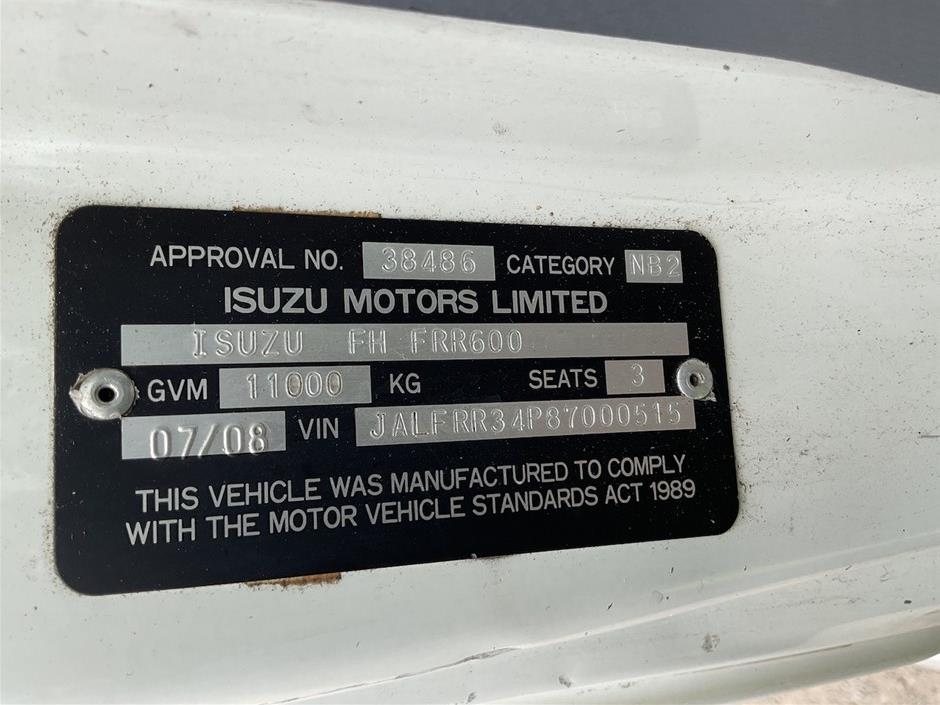 APPROVAL NO. 38486 CATEGORY NB2
ISUZU MOTORS LIMITED
ISUZU FH FRR600
GVM 11000 KG SEATS 3
07/08 VIN JALFRR34P87000515
THIS VEHICLE WAS MANUFACTURED TO COMPLY
WITH THE MOTOR VEHICLE STANDARDS ACT 1989